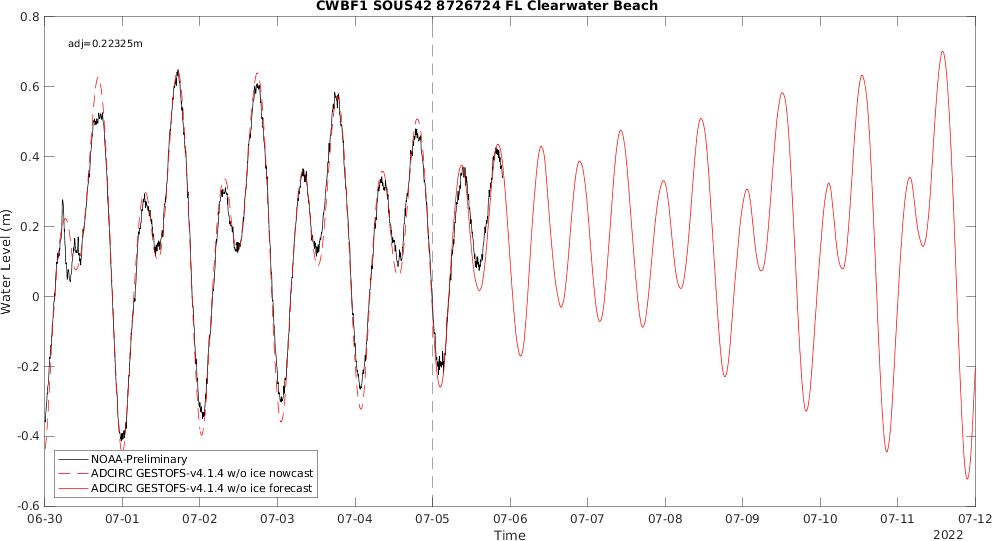 CWBF1 SOUS42 8726724 FL Clearwater Beach
adj=0.22325m
0.8
0.6
0.4
0.2
0
-0.2
-0.4
-0.6
Water Level (m)
NOAA-Preliminary
ADCIRC GESTOFS-v4.1.4 w/o ice nowcast
ADCIRC GESTOFS-v4.1.4 w/o ice forecast
06-30 07-01 07-02 07-03 07-04 07-05 07-06 07-07 07-08 07-09 07-10 07-11 07-12
Time
2022